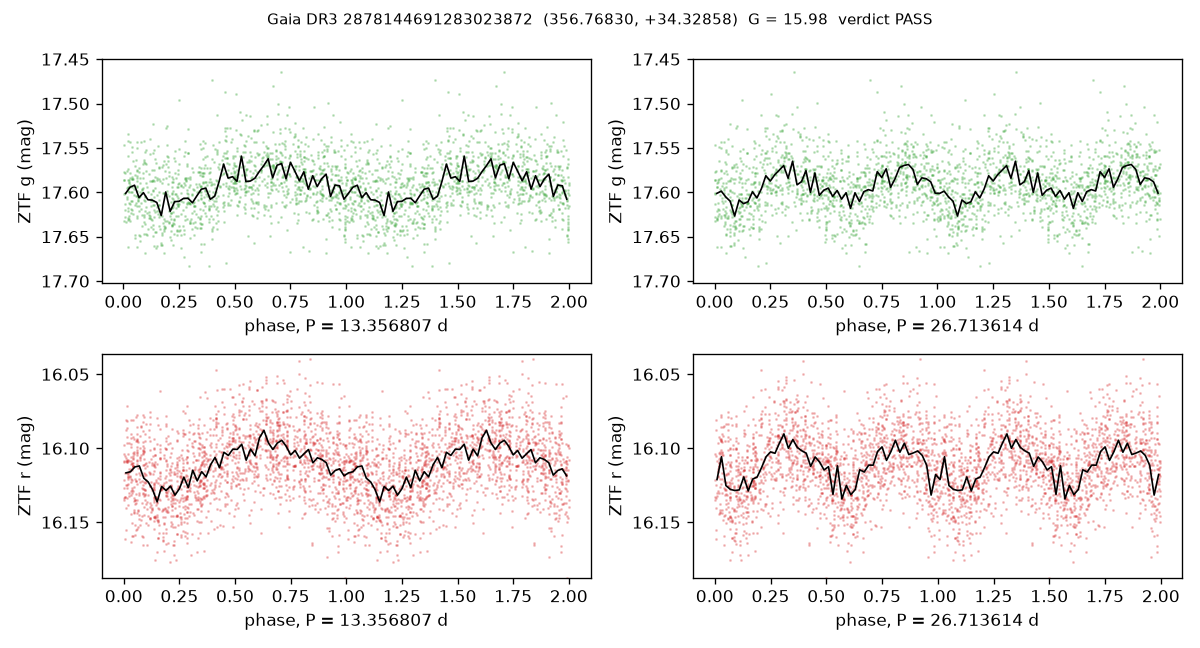 Gaia DR3 2878144691283023872  (356.76830, +34.32858)  G = 15.98  verdict PASS
17.45
17.50
17.55
17.60
17.65
17.70
ZTF g (mag)
0.00 0.25 0.50 0.75 1.00 1.25 1.50 1.75 2.00
phase, P = 13.356807 d
17.45
17.50
17.55
17.60
17.65
17.70
ZTF g (mag)
0.00 0.25 0.50 0.75 1.00 1.25 1.50 1.75 2.00
phase, P = 26.713614 d
16.05
16.10
16.15
ZTF r (mag)
0.00 0.25 0.50 0.75 1.00 1.25 1.50 1.75 2.00
phase, P = 13.356807 d
16.05
16.10
16.15
ZTF r (mag)
0.00 0.25 0.50 0.75 1.00 1.25 1.50 1.75 2.00
phase, P = 26.713614 d